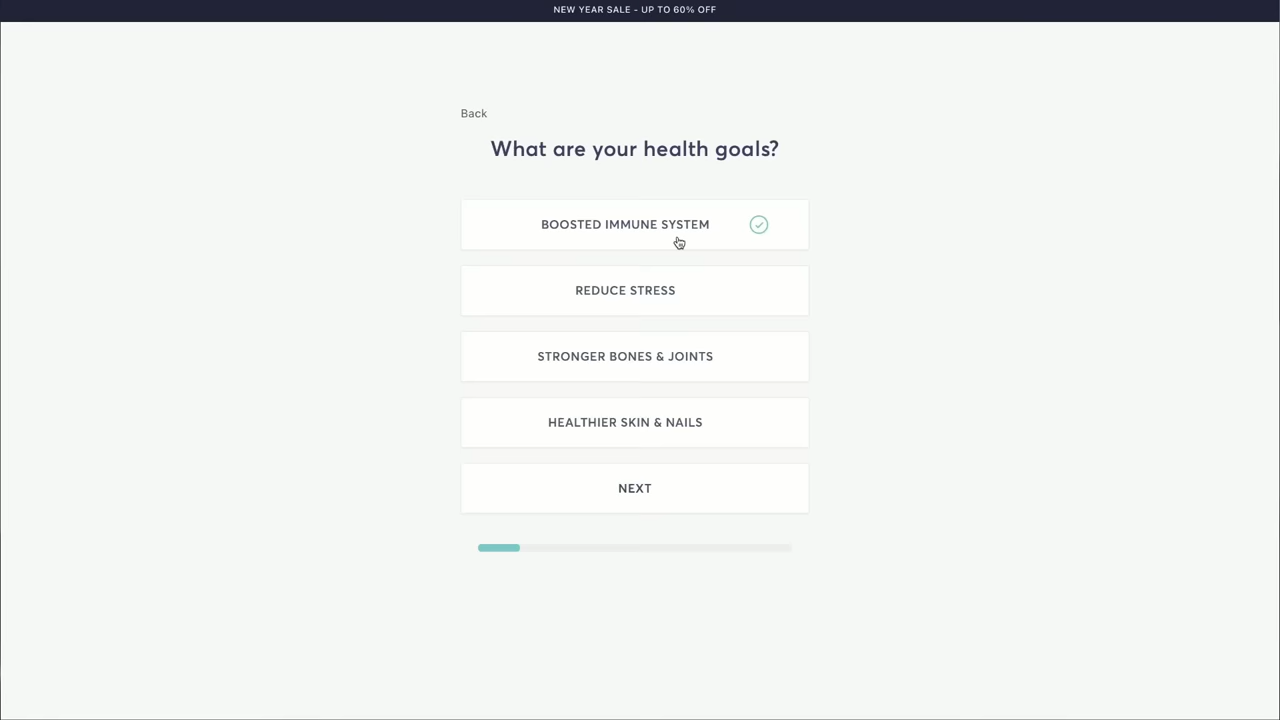 NEW YEAR SALE - UP TO 60% OFF
Back
What are your health goals?
BOOSTED IMMUNE SYSTEM
REDUCE STRESS
STRONGER BONES & JOINTS
HEALTHIER SKIN & NAILS
NEXT